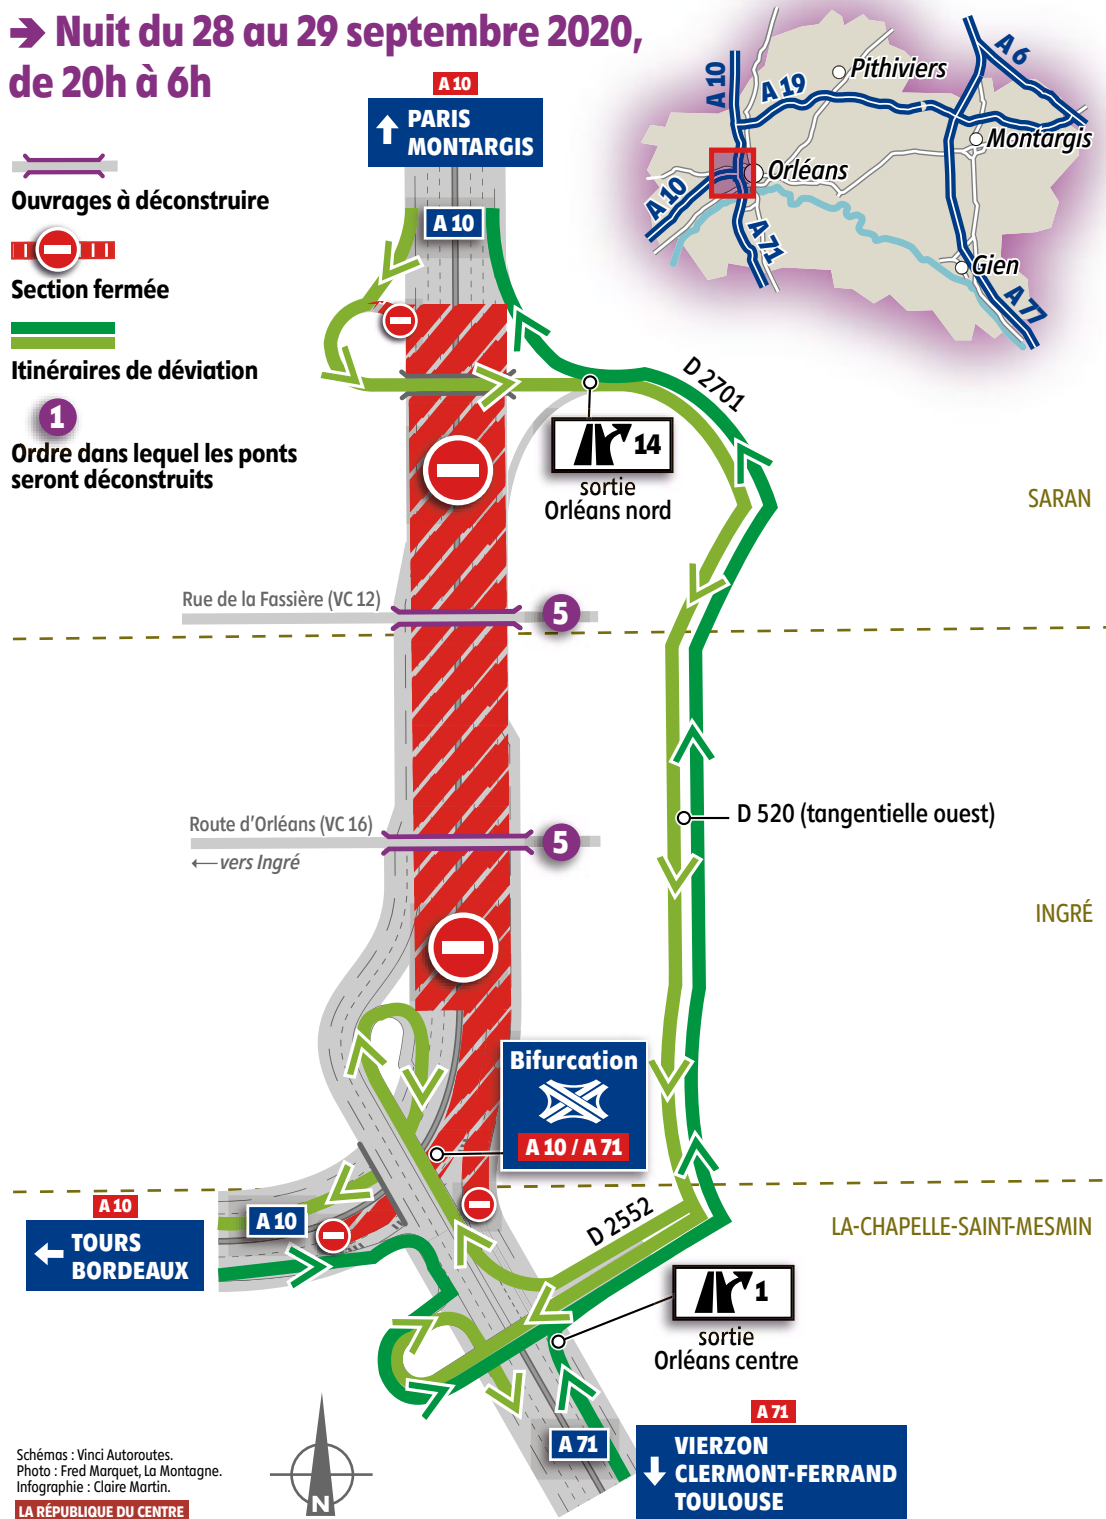 ➔ Nuit du 28 au 29 septembre 2020,
de 20h à 6h
Ouvrages à déconstruire
Section fermée
Itinéraires de déviation
1
Ordre dans lequel les ponts
seront déconstruits
A 10
PARIS
MONTARGIS
A 10
A 10
A 19
Pithiviers
A 6
Montargis
Orléans
A 10
A 71
Gien
A 77
D 2701
14
sortie
Orléans nord
SARAN
Rue de la Fassière (VC 12)
5
Route d'Orléans (VC 16)
5
← vers Ingré
D 520 (tangentielle ouest)
INGRÉ
Bifurcation
A 10 / A 71
A 10
TOURS
BORDEAUX
A 10
D 2552
LA-CHAPELLE-SAINT-MESMIN
1
sortie
Orléans centre
A 71
A 71
VIERZON
CLERMONT-FERRAND
TOULOUSE
Schémas : Vinci Autoroutes.
Photo : Fred Marquet, La Montagne.
Infographie : Claire Martin.
LA RÉPUBLIQUE DU CENTRE
N